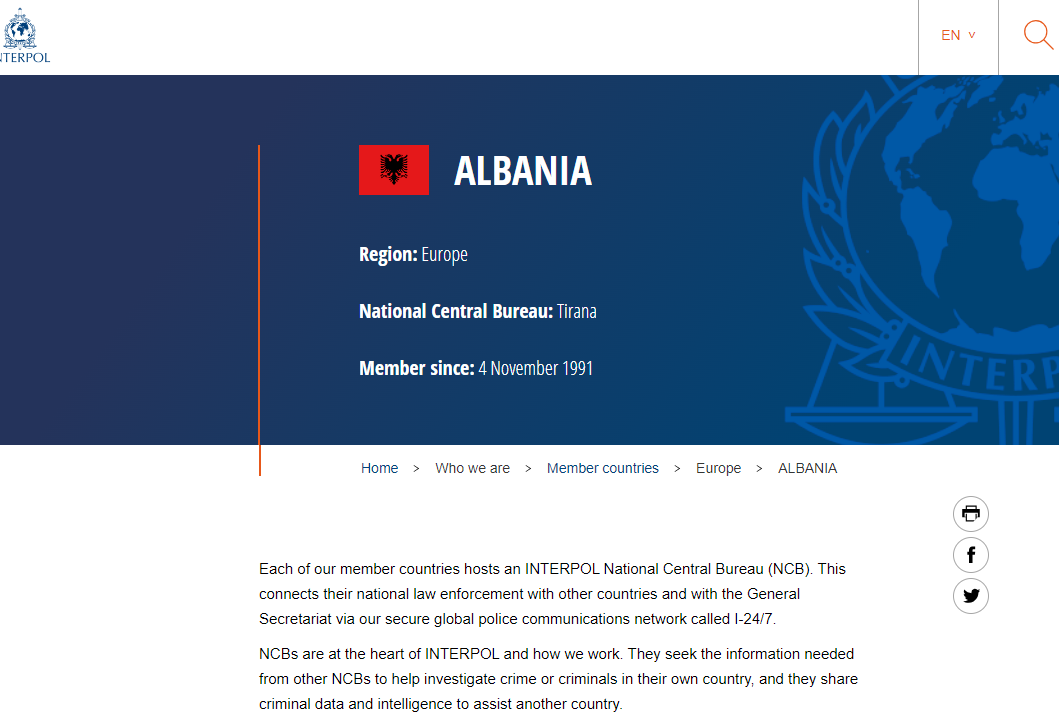 NTERPOL
EN
ALBANIA
Region: Europe
National Central Bureau: Tirana
Member since: 4 November 1991
INTERP
Home > Who we are > Member countries > Europe > ALBANIA
Each of our member countries hosts an INTERPOL National Central Bureau (NCB). This
connects their national law enforcement with other countries and with the General
Secretariat via our secure global police communications network called I-24/7.
NCBs are at the heart of INTERPOL and how we work. They seek the information needed
from other NCBs to help investigate crime or criminals in their own country, and they share
criminal data and intelligence to assist another country.